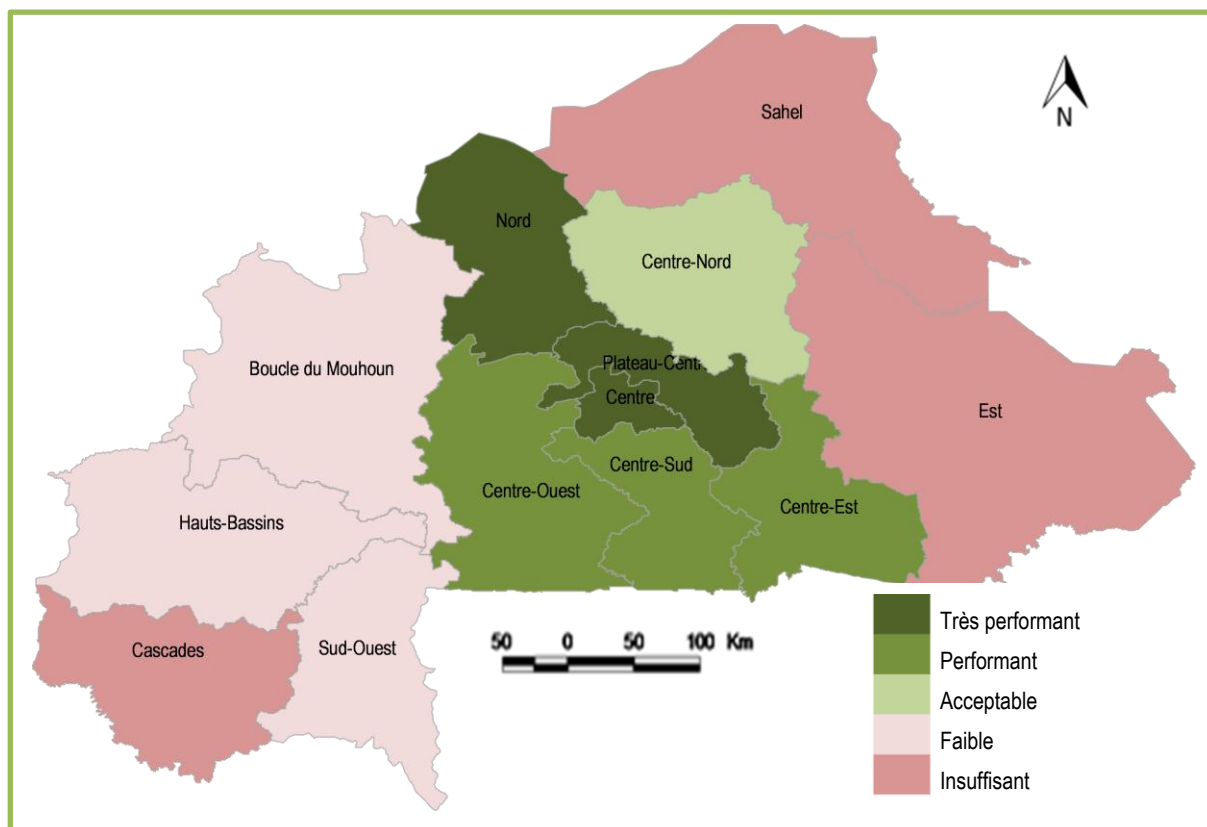 Sahel
N
Nord
Centre-Nord
Plateau-Centr
Boucle du Mouhoun
Centre
Est
Centre-Sud
Centre-Ouest
Centre-Est
Hauts-Bassins
Cascades
Sud-Ouest
50 0 50 100 Km
Très performant
Performant
Acceptable
Faible
Insuffisant